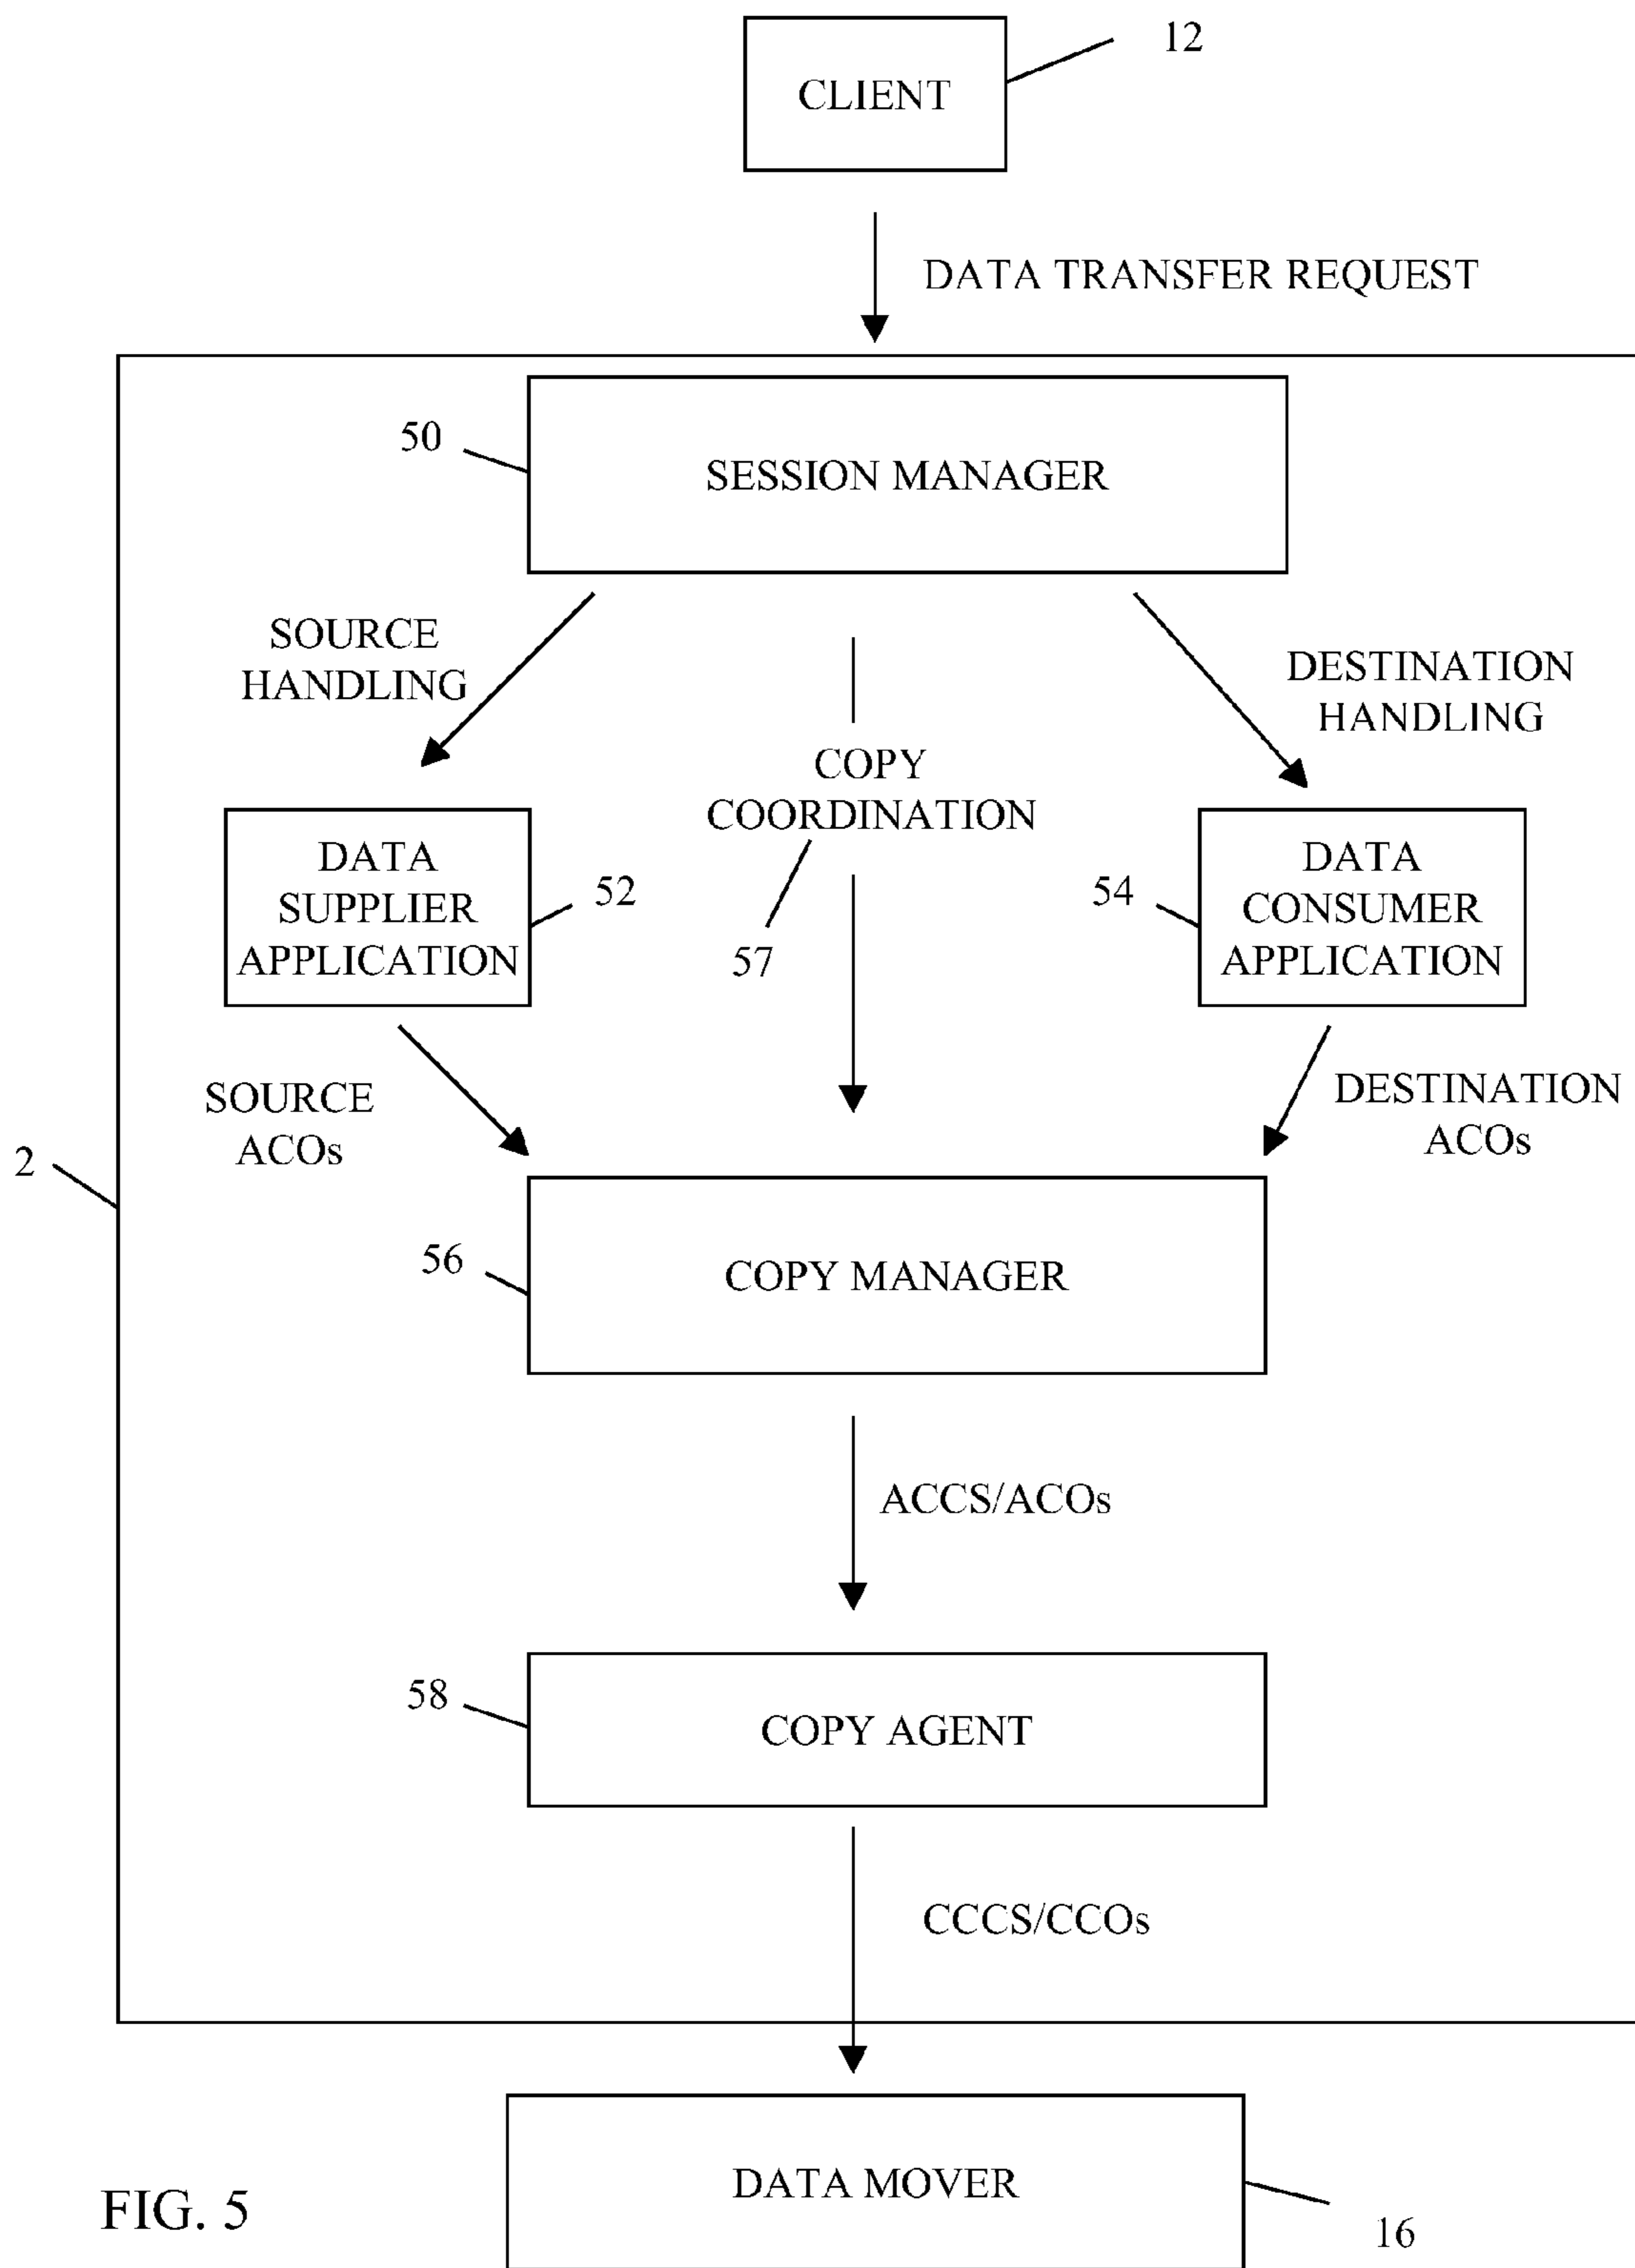 12
CLIENT
DATA TRANSFER REQUEST
50
SESSION MANAGER
SOURCE
HANDLING
DESTINATION
HANDLING
COPY
COORDINATION
57
DATA
SUPPLIER
APPLICATION
52
54
DATA
CONSUMER
APPLICATION
SOURCE
ACOs
DESTINATION
ACOs
2
56
COPY MANAGER
ACCS/ACOs
58
COPY AGENT
CCCS/CCOs
DATA MOVER
16
FIG. 5